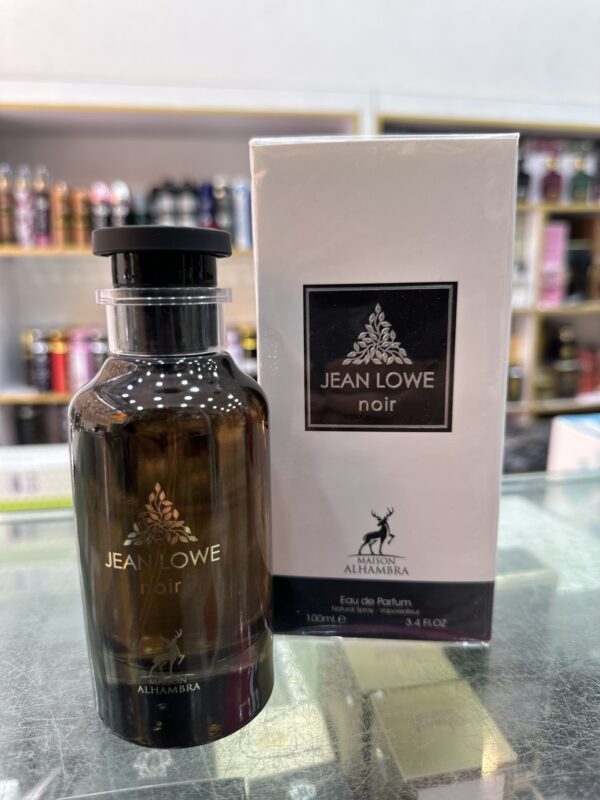 JEAN LOWE
noir
MAISON
ALHAMBRA
JEAN LOWE
noir
MAISON
ALHAMBRA
Eau de Parfum
Natural Spray - Vaporisateur
100ml ℮ 3.4 FL.OZ